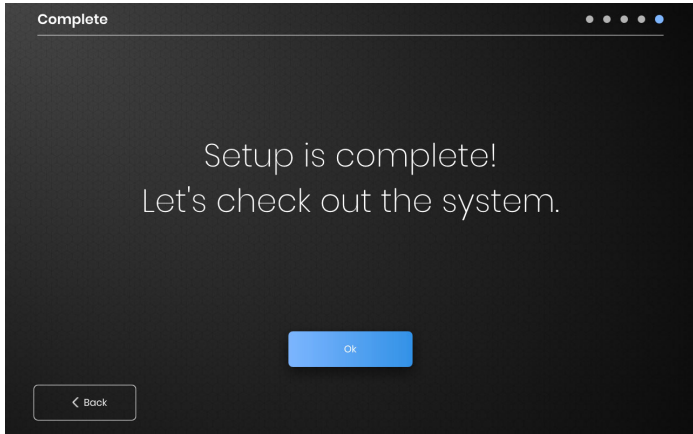 Complete
Setup is complete!
Let's check out the system.
Ok
Back